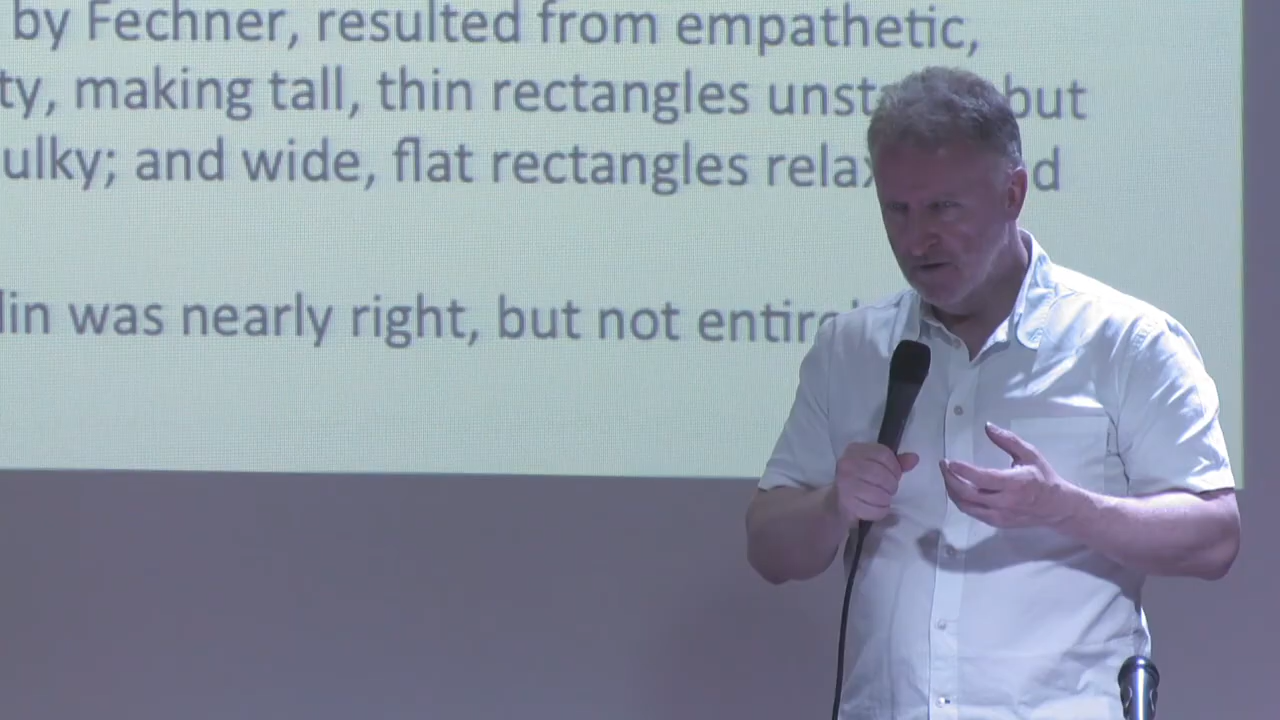 by Fechner, resulted from empathetic,
ty, making tall, thin rectangles unst but
ulky; and wide, flat rectangles relax d
lin was nearly right, but not entire